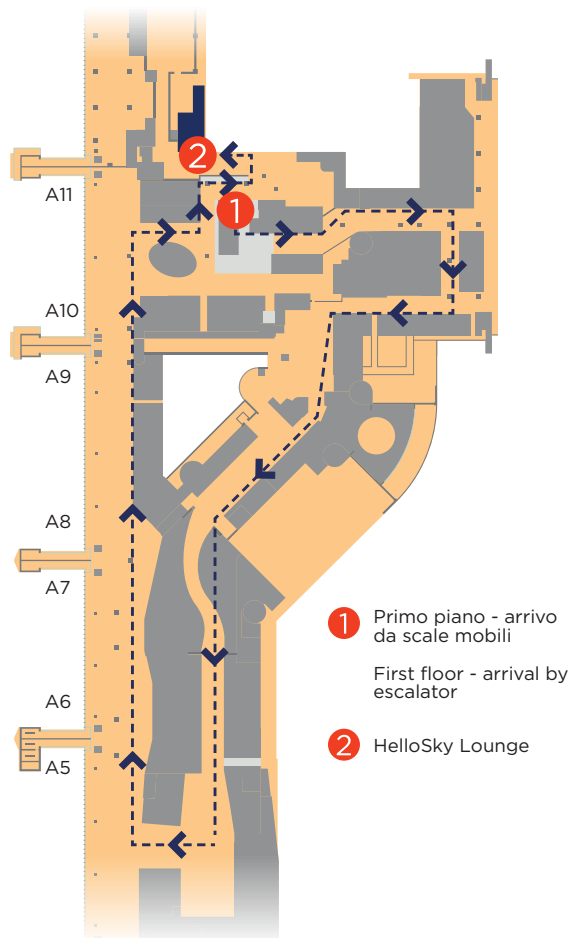 2
A11
1
A10
A9
A8
A7
A6
A5
1 Primo piano - arrivo
da scale mobili
First floor - arrival by
escalator
2 HelloSky Lounge